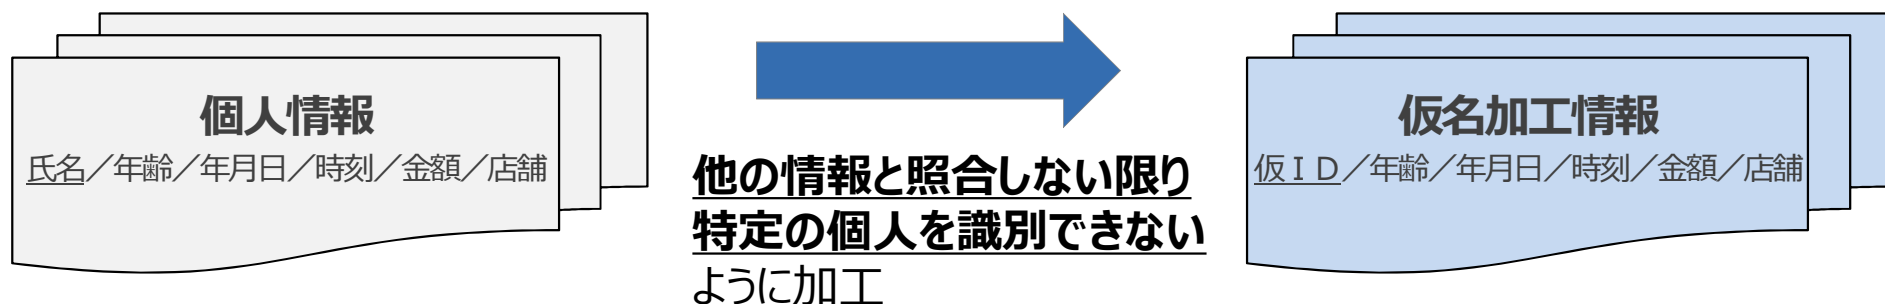 個人情報
氏名／年齢／年月日／時刻／金額／店舗
他の情報と照合しない限り
特定の個人を識別できない
ように加工
仮名加工情報
仮ＩＤ／年齢／年月日／時刻／金額／店舗